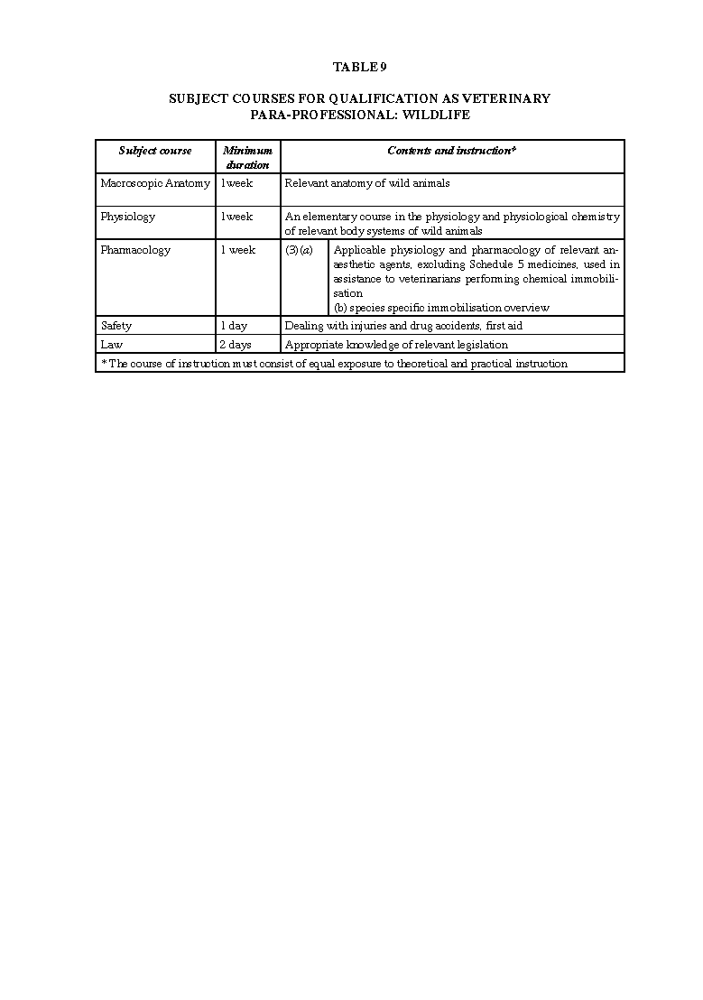 TABLE 9
SUBJECT COURSES FOR QUALIFICATION AS VETERINARY
PARA-PROFESSIONAL: WILDLIFE
Subject course Minimum Contents and instruction*
duration
Macroscopic Anatomy 1week Relevant anatomy of wild animals
Physiology 1week An elementary course in the physiology and physiological chemistry
of relevant body systems of wild animals
Pharmacology 1 week (3)(a) Applicable physiology and pharmacology of relevant an-
aesthetic agents, excluding Schedule 5 medicines, used in
assistance to veterinarians performing chemical immobili-
sation
(b) species specific immobilisation overview
Safety 1 day Dealing with injuries and drug accidents, first aid
Law 2 days Appropriate knowledge of relevant legislation
* The course of instruction must consist of equal exposure to theoretical and practical instruction